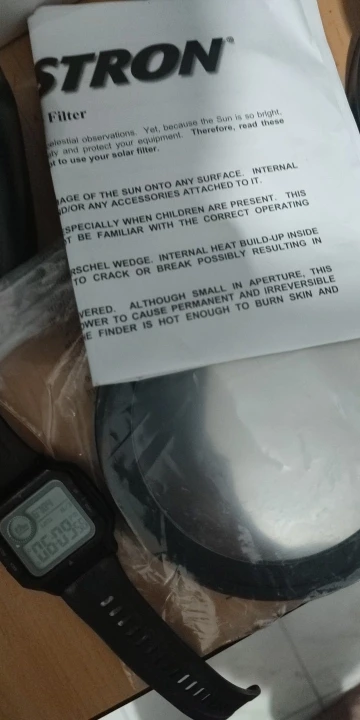 STRON®
Filter
elestial observations. Yet, because the Sun is so bright,
ty and protect your equipment. Therefore, read these
t to use your solar filter.
AGE OF THE SUN ONTO ANY SURFACE. INTERNAL
D/OR ANY ACCESSORIES ATTACHED TO IT.
SPECIALLY WHEN CHILDREN ARE PRESENT. THIS
T BE FAMILIAR WITH THE CORRECT OPERATING
RSCHEL WEDGE. INTERNAL HEAT BUILD-UP INSIDE
TO CRACK OR BREAK POSSIBLY RESULTING IN
VERED. ALTHOUGH SMALL IN APERTURE, THIS
WER TO CAUSE PERMANENT AND IRREVERSIBLE
E FINDER IS HOT ENOUGH TO BURN SKIN AND